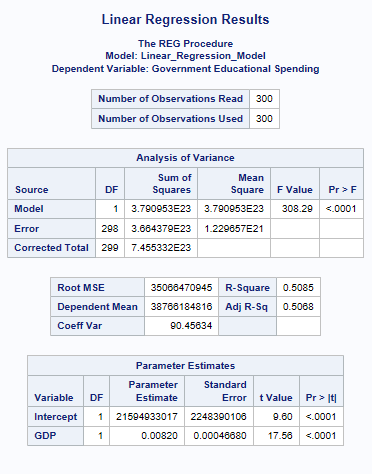 Linear Regression Results
The REG Procedure
Model: Linear_Regression_Model
Dependent Variable: Government Educational Spending
Number of Observations Read 300
Number of Observations Used 300
Analysis of Variance
Source DF Sum of Squares Mean Square F Value Pr > F
Model 1 3.790953E23 3.790953E23 308.29 <.0001
Error 298 3.664379E23 1.229657E21
Corrected Total 299 7.455332E23
Root MSE 35066470945 R-Square 0.5085
Dependent Mean 38766184816 Adj R-Sq 0.5068
Coeff Var 90.45634
Parameter Estimates
Variable DF Parameter Estimate Standard Error t Value Pr > |t|
Intercept 1 21594933017 2248390106 9.60 <.0001
GDP 1 0.00820 0.00046680 17.56 <.0001